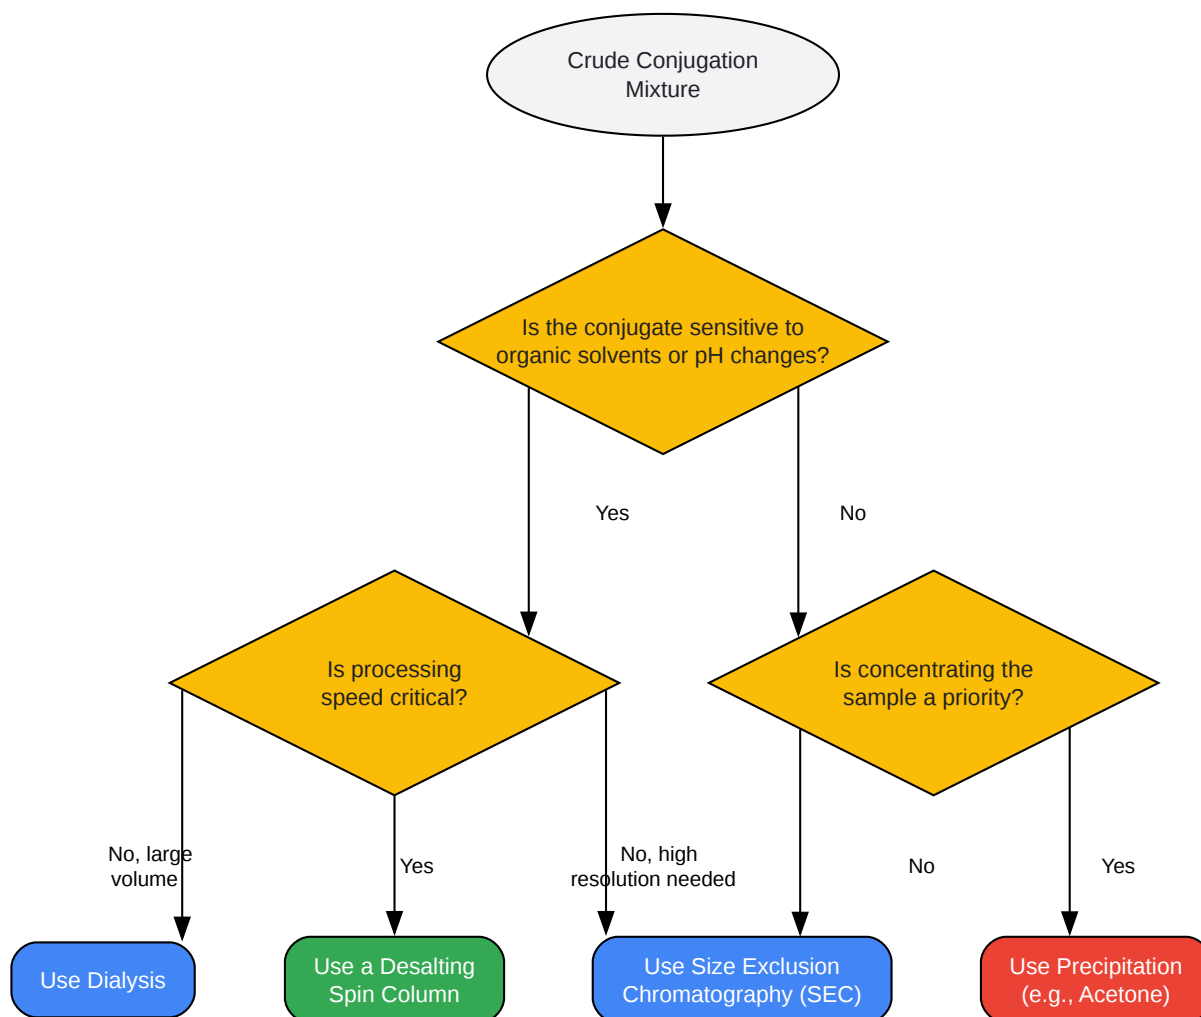 Crude Conjugation
Mixture
Is the conjugate sensitive to
organic solvents or pH changes?
Yes
No
Is processing
speed critical?
Is concentrating the
sample a priority?
No, large
volume
Yes
No, high
resolution needed
No
Yes
Use Dialysis
Use a Desalting
Spin Column
Use Size Exclusion
Chromatography (SEC)
Use Precipitation
(e.g., Acetone)